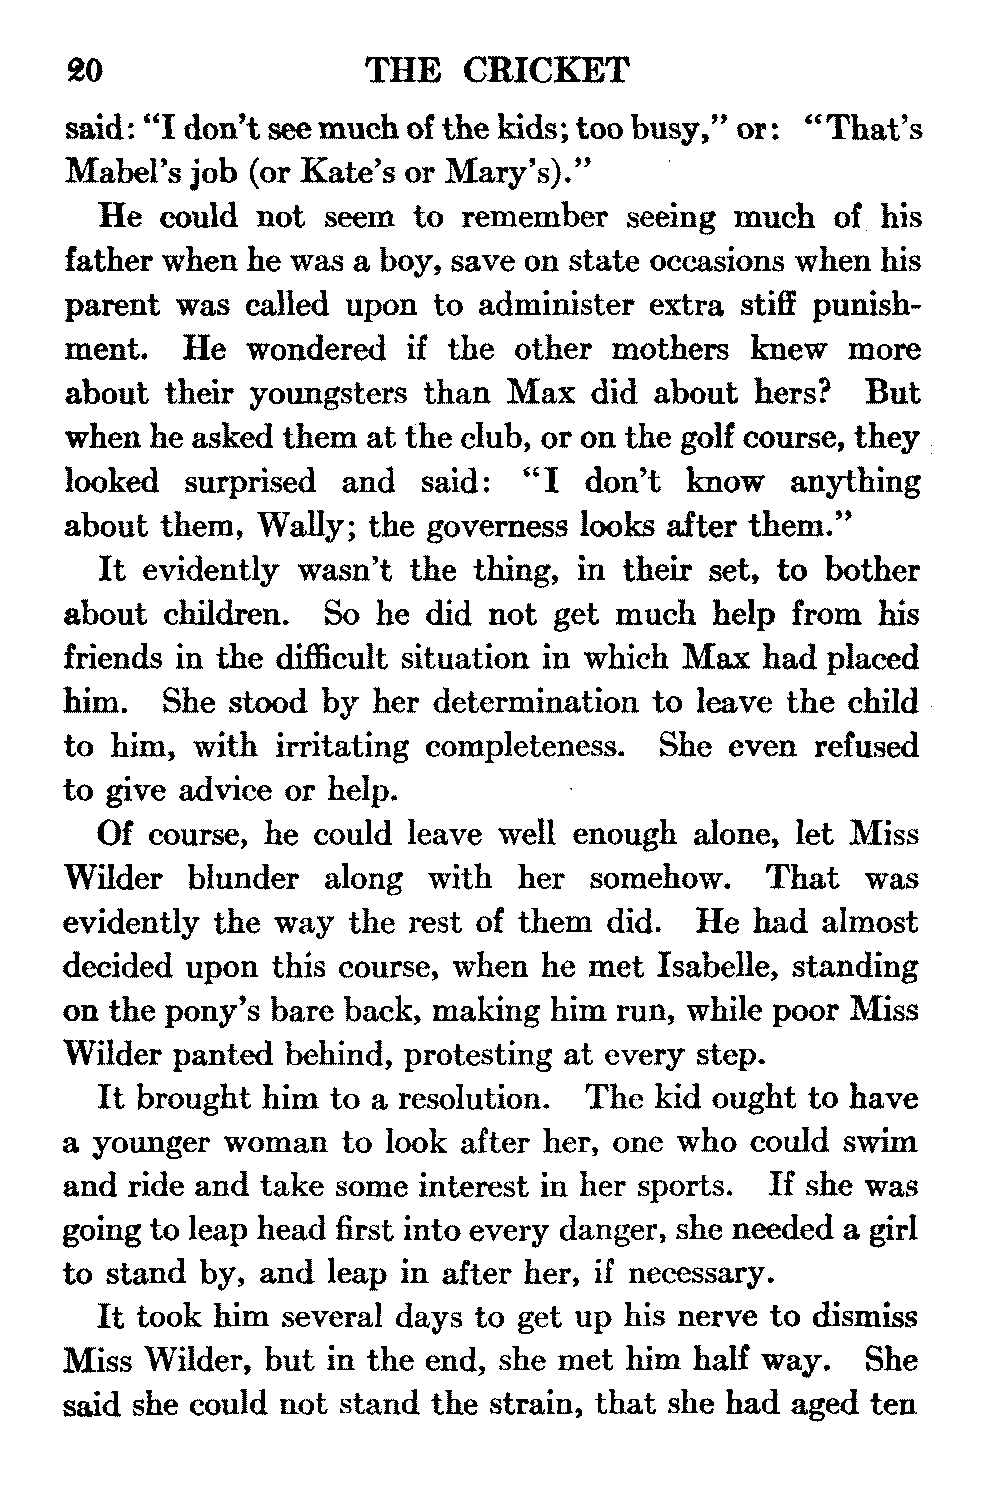 20 THE CRICKET
said: “I don’t see much of the kids; too busy,” or: “That’s
Mabel’s job (or Kate’s or Mary’s).”
He could not seem to remember seeing much of his
father when he was a boy, save on state occasions when his
parent was called upon to administer extra stiff punish-
ment. He wondered if the other mothers knew more
about their youngsters than Max did about hers? But
when he asked them at the club, or on the golf course, they
looked surprised and said: “I don’t know anything
about them, Wally; the governess looks after them.”
It evidently wasn’t the thing, in their set, to bother
about children. So he did not get much help from his
friends in the difficult situation in which Max had placed
him. She stood by her determination to leave the child
to him, with irritating completeness. She even refused
to give advice or help.
Of course, he could leave well enough alone, let Miss
Wilder blunder along with her somehow. That was
evidently the way the rest of them did. He had almost
decided upon this course, when he met Isabelle, standing
on the pony’s bare back, making him run, while poor Miss
Wilder panted behind, protesting at every step.
It brought him to a resolution. The kid ought to have
a younger woman to look after her, one who could swim
and ride and take some interest in her sports. If she was
going to leap head first into every danger, she needed a girl
to stand by, and leap in after her, if necessary.
It took him several days to get up his nerve to dismiss
Miss Wilder, but in the end, she met him half way. She
said she could not stand the strain, that she had aged ten